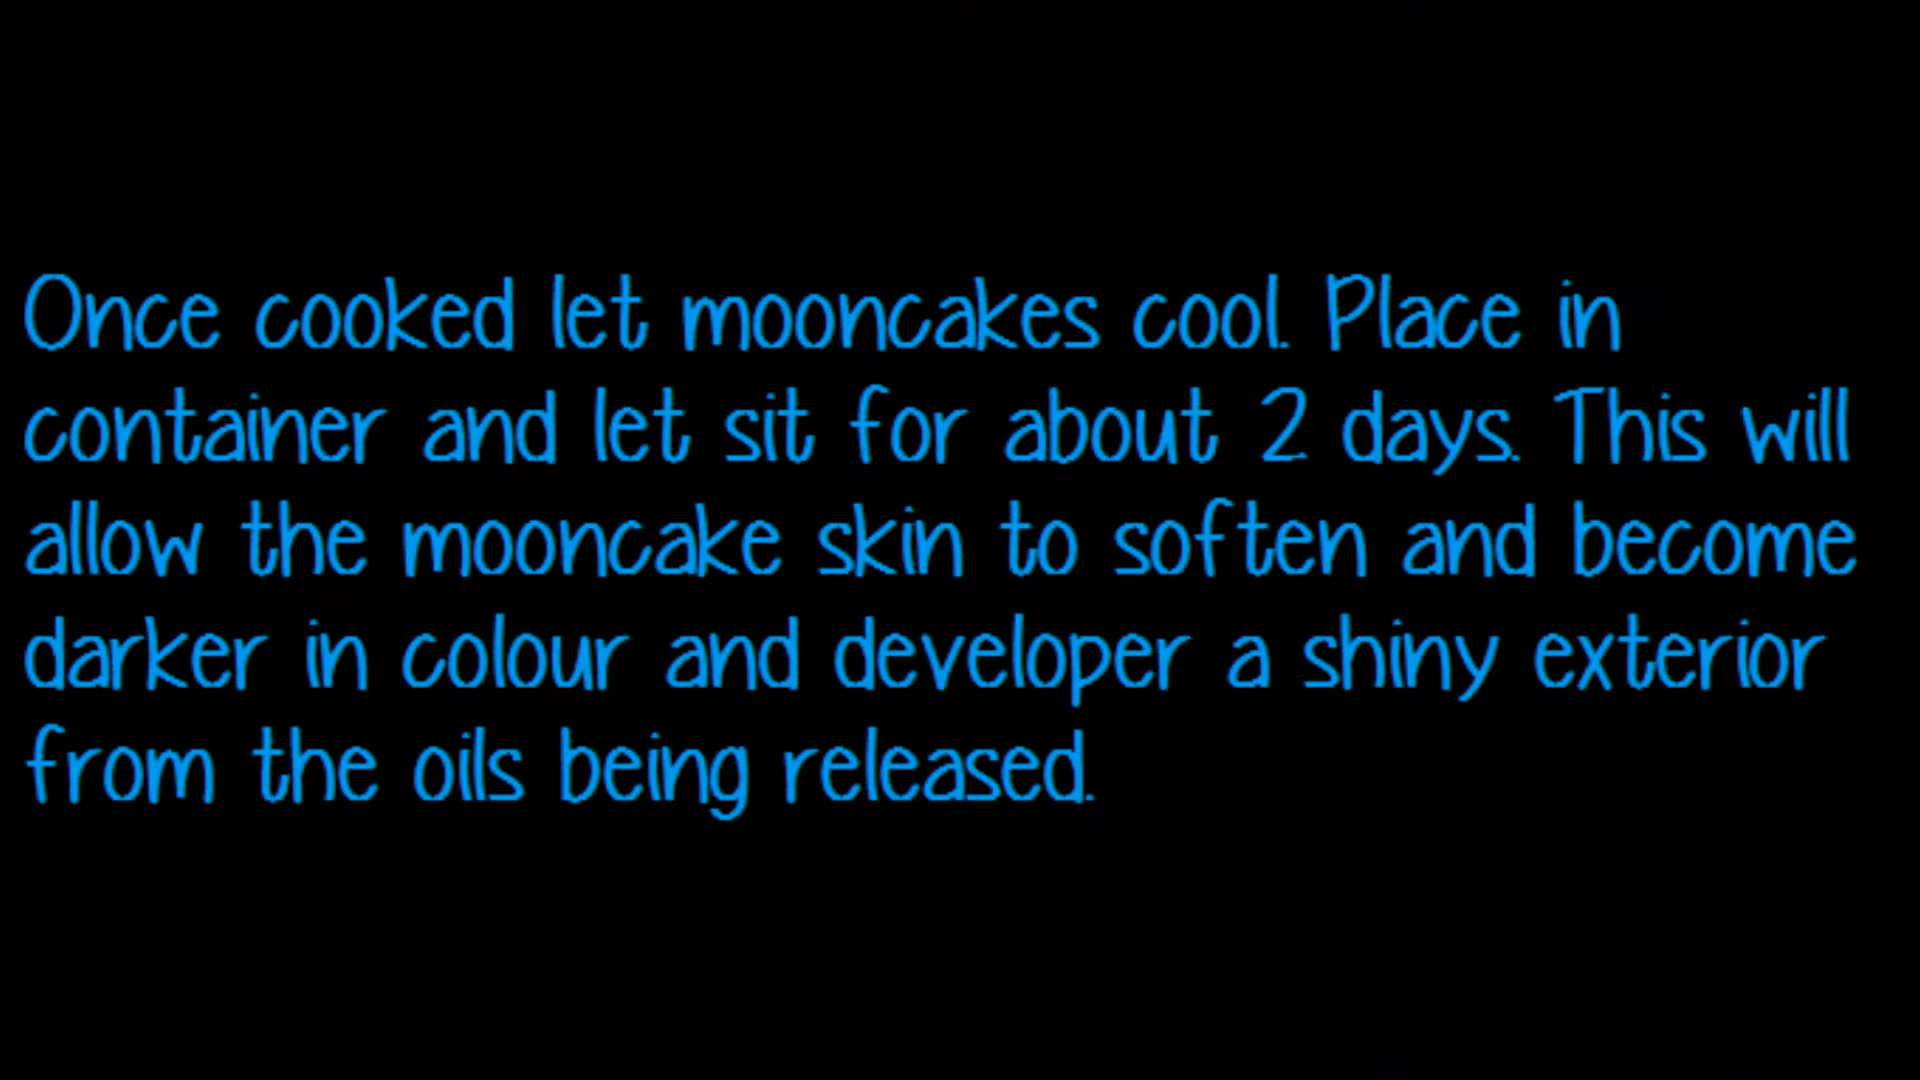 Once cooked let mooncakes cool. Place in
container and let sit for about 2 days. This will
allow the mooncake skin to soften and become
darker in colour and developer a shiny exterior
from the oils being released.